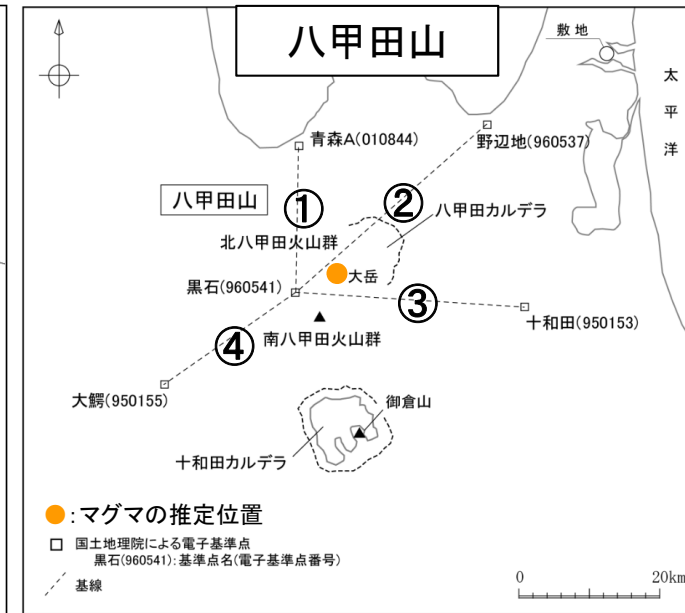 八甲田山
敷地
太平洋
青森A(010844)
野辺地(960537)
八甲田山
①
②
八甲田カルデラ
北八甲田火山群
大岳
黒石(960541)
③
十和田(950153)
南八甲田火山群
④
大鰐(950155)
御倉山
十和田カルデラ
:マグマの推定位置
国土地理院による電子基準点
黒石(960541):基準点名(電子基準点番号)
基線
0 20km